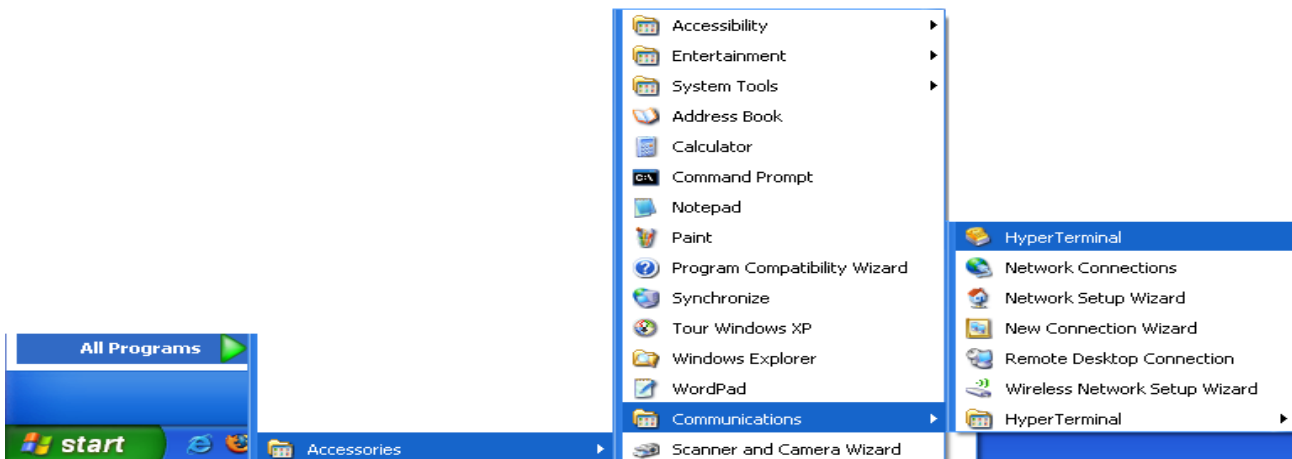 Accessibility
Entertainment
System Tools
Address Book
Calculator
C:\
Command Prompt
Notepad
Paint
Program Compatibility Wizard
Synchronize
Tour Windows XP
Windows Explorer
WordPad
Communications
Scanner and Camera Wizard
HyperTerminal
Network Connections
Network Setup Wizard
New Connection Wizard
Remote Desktop Connection
Wireless Network Setup Wizard
HyperTerminal
All Programs
start
Accessories